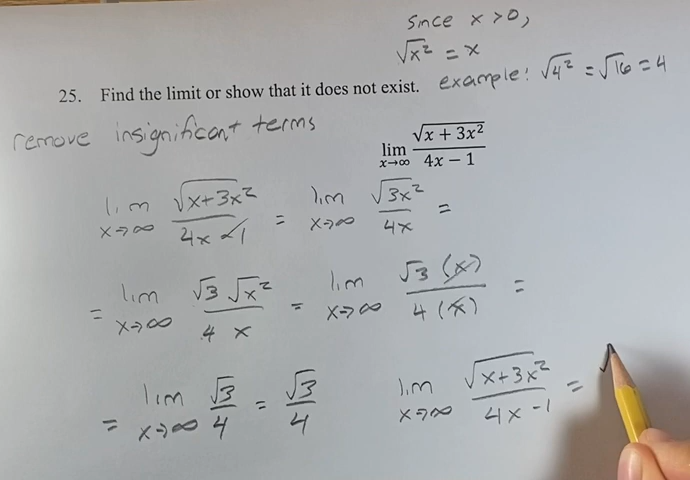 Since x > 0,
√x² = x
25. Find the limit or show that it does not exist. example: √4² = √16 = 4
remove insignificant terms
lim x→∞ √(x + 3x²) / (4x − 1)
lim x→∞ √(x+3x²) / (4x -1) = lim x→∞ √(3x²) / 4x =
= lim x→∞ √3 √x² / 4 x = lim x→∞ √3 (x) / 4 (x) =
= lim x→∞ √3 / 4 = √3 / 4
lim x→∞ √(x+3x²) / (4x -1) =